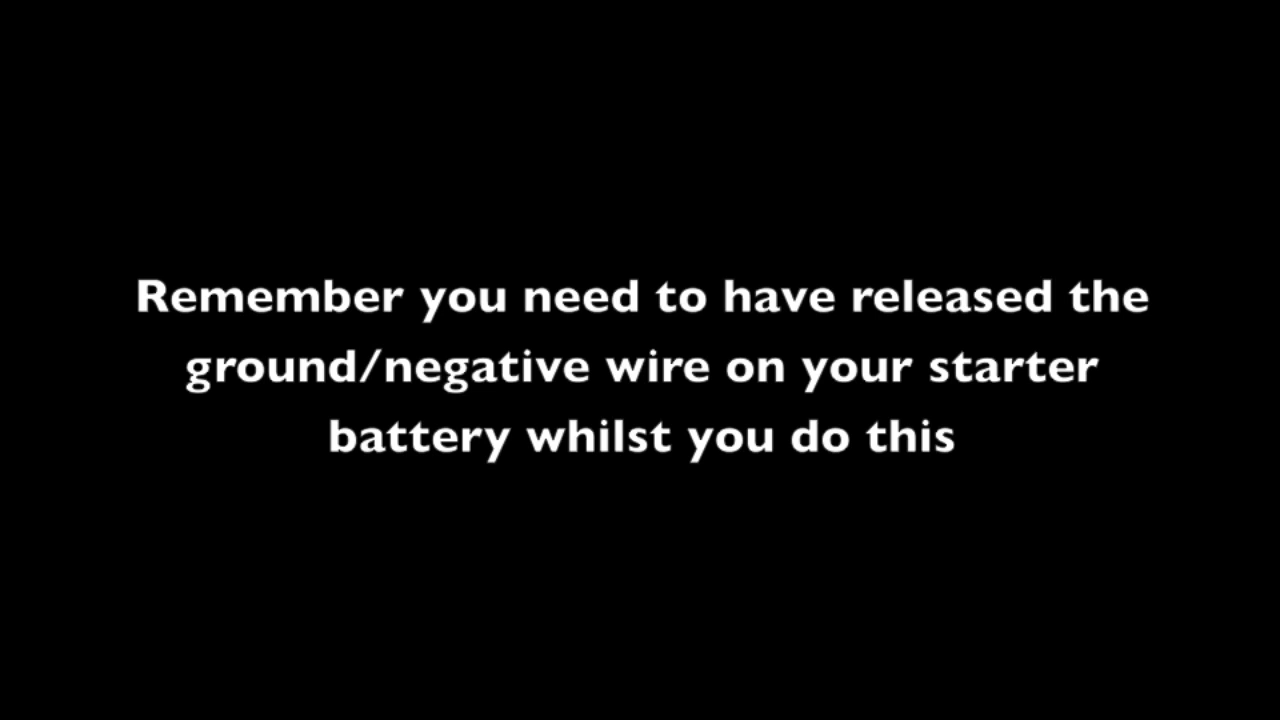 Remember you need to have released the
ground/negative wire on your starter
battery whilst you do this